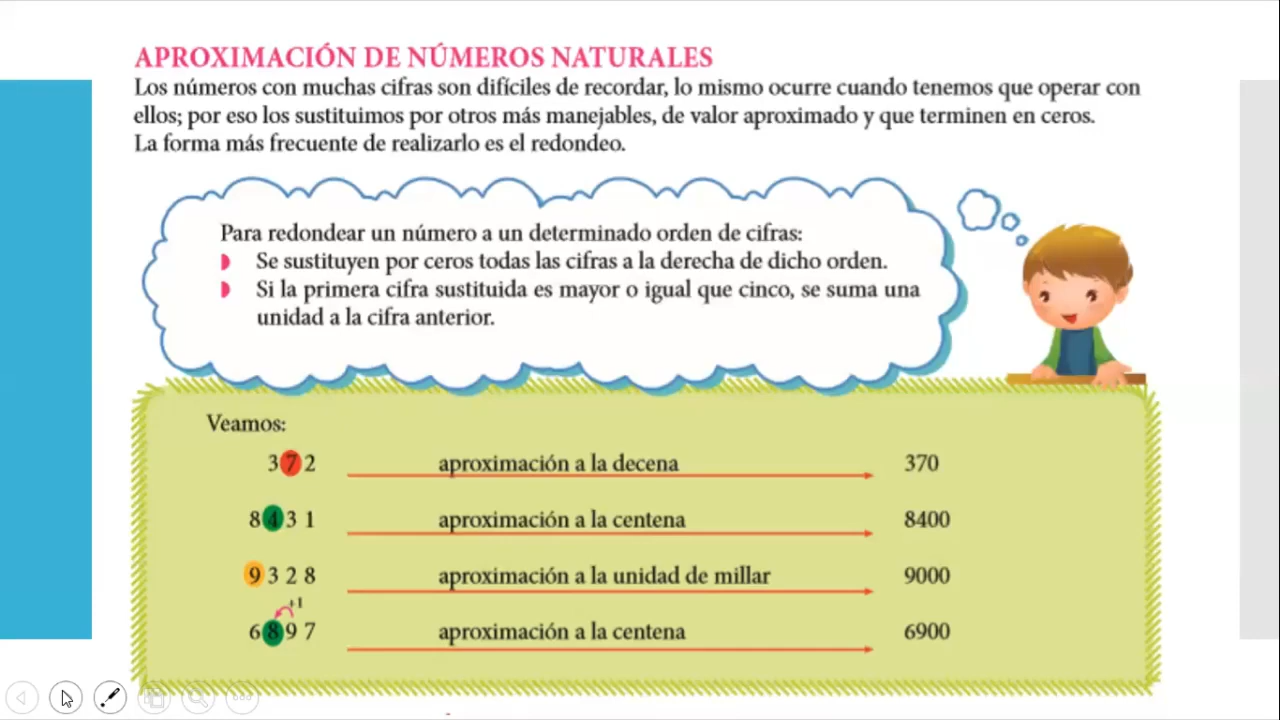 APROXIMACIÓN DE NÚMEROS NATURALES
Los números con muchas cifras son difíciles de recordar, lo mismo ocurre cuando tenemos que operar con
ellos; por eso los sustituimos por otros más manejables, de valor aproximado y que terminen en ceros.
La forma más frecuente de realizarlo es el redondeo.
Para redondear un número a un determinado orden de cifras:
Se sustituyen por ceros todas las cifras a la derecha de dicho orden.
Si la primera cifra sustituida es mayor o igual que cinco, se suma una
unidad a la cifra anterior.
Veamos:
3 7 2 aproximación a la decena 370
8 4 3 1 aproximación a la centena 8400
9 3 2 8 aproximación a la unidad de millar 9000
+1
6 8 9 7 aproximación a la centena 6900